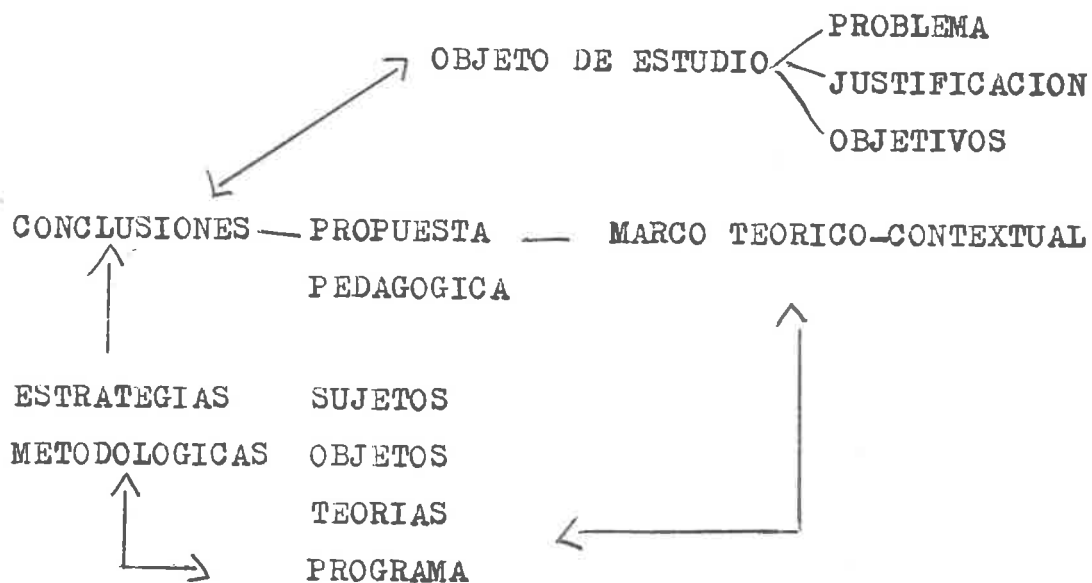 PROBLEMA
OBJETO DE ESTUDIO
JUSTIFICACION
OBJETIVOS
CONCLUSIONES — PROPUESTA — MARCO TEORICO-CONTEXTUAL
PEDAGOGICA
ESTRATEGIAS SUJETOS
METODOLOGICAS OBJETOS
TEORIAS
PROGRAMA